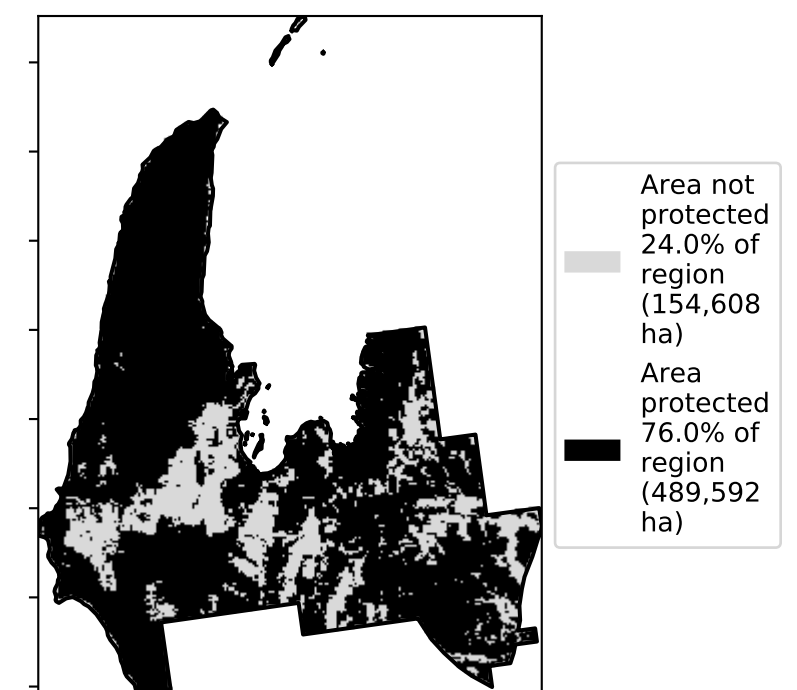 Area not
protected
24.0% of
region
(154,608
ha)
Area
protected
76.0% of
region
(489,592
ha)